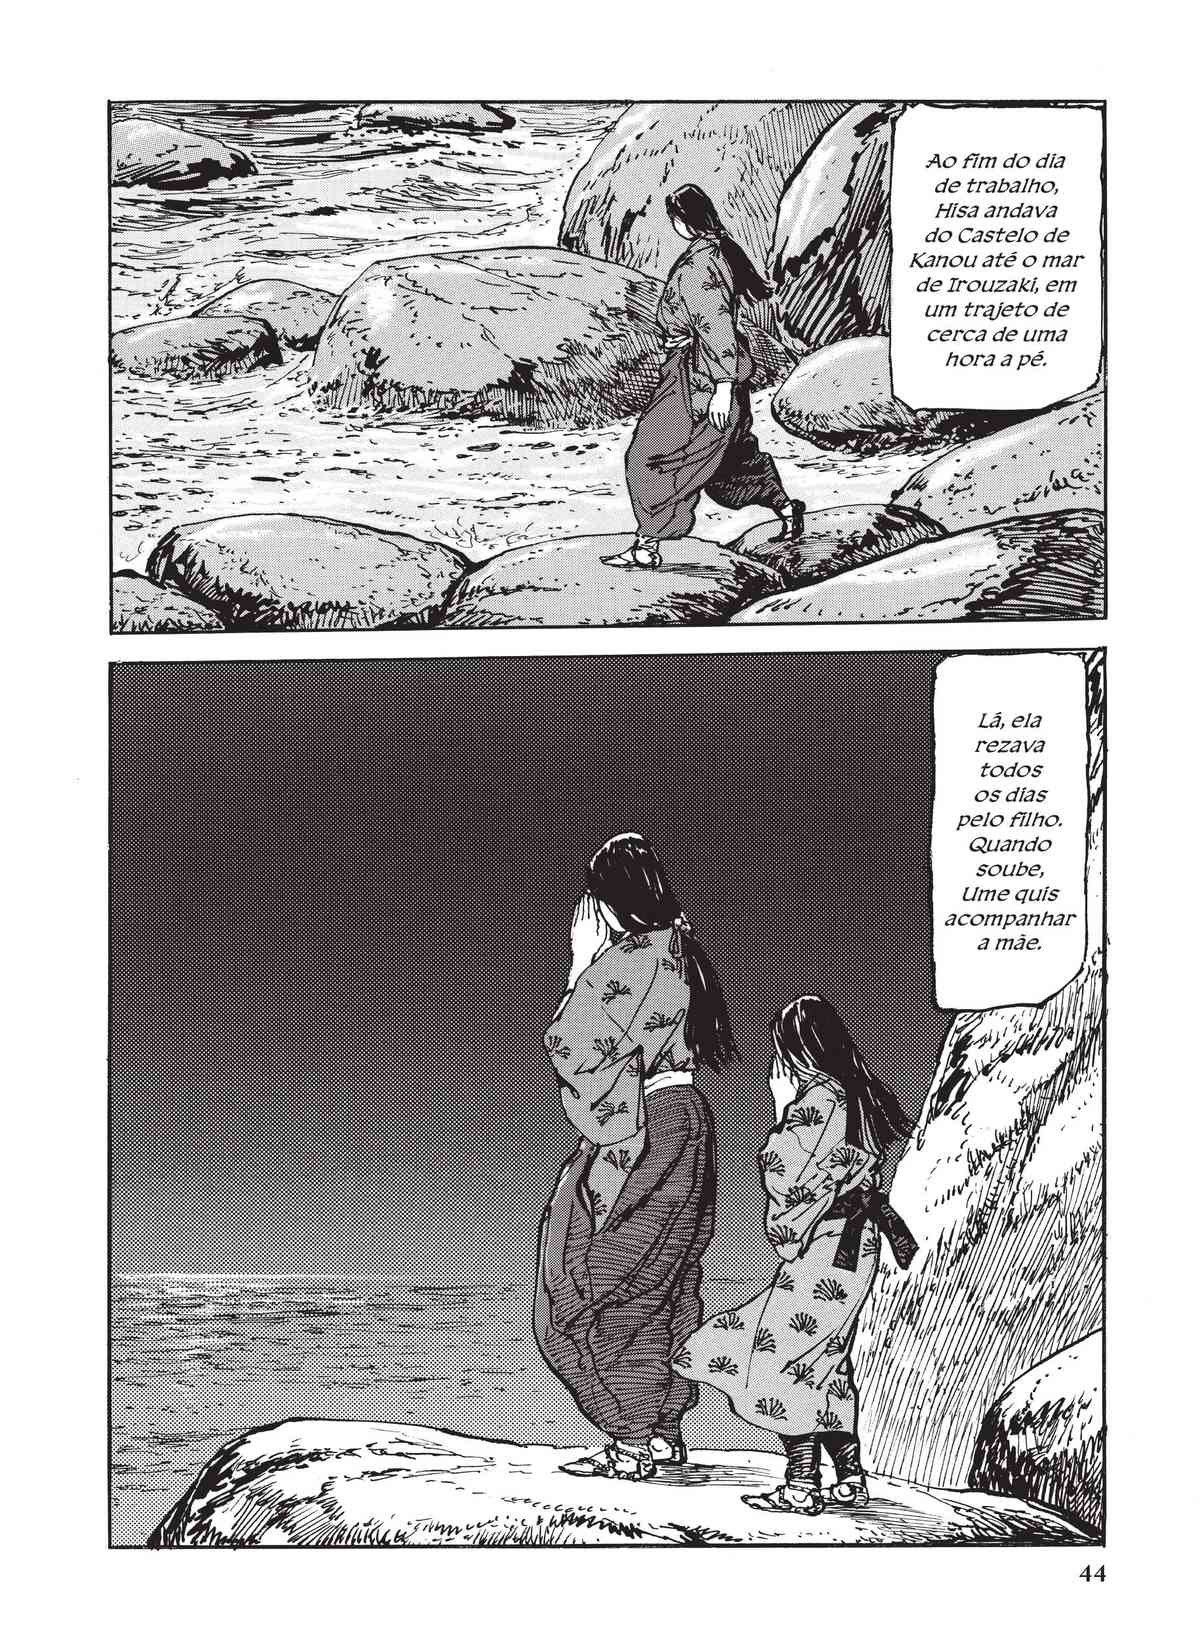 Ao fim do dia
de trabalho,
Hisa andava
do Castelo de
Kanou até o mar
de Irouzaki, em
um trajeto de
cerca de uma
hora a pé.
Lá, ela
rezava
todos
os dias
pelo filho.
Quando
soube,
Ume quis
acompanhar
a mãe.
44